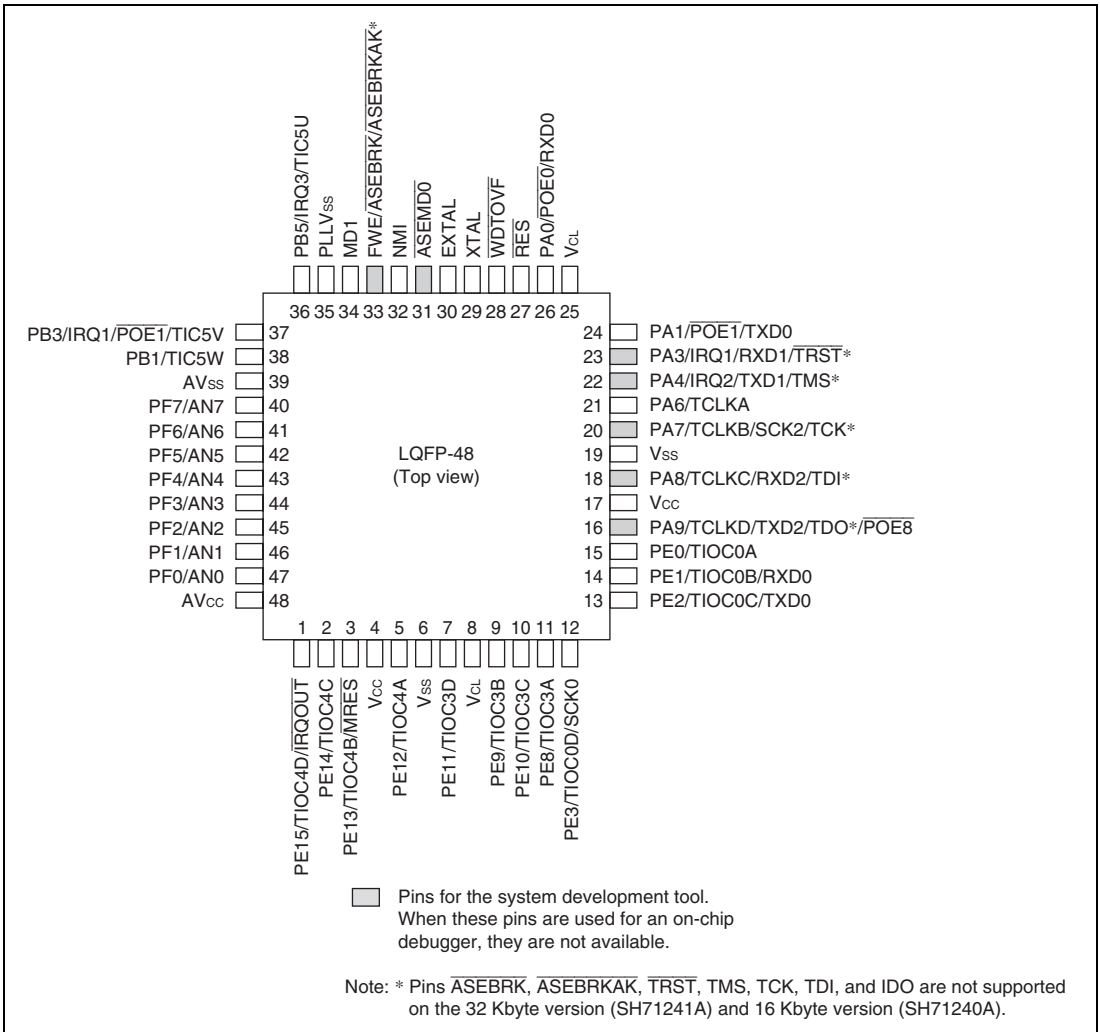 PB5/IRQ3/TIC5U
PLLVss
MD1
FWE/ASEBRK/ASEBRKAK*
NMI
ASEMD0
EXTAL
XTAL
WDTOVF
RES
PA0/POE0/RXD0
VCL
36 35 34 33 32 31 30 29 28 27 26 25
PB3/IRQ1/POE1/TIC5V 37
PB1/TIC5W 38
AVss 39
PF7/AN7 40
PF6/AN6 41
PF5/AN5 42
PF4/AN4 43
PF3/AN3 44
PF2/AN2 45
PF1/AN1 46
PF0/AN0 47
AVcc 48
LQFP-48
(Top view)
24 PA1/POE1/TXD0
23 PA3/IRQ1/RXD1/TRST*
22 PA4/IRQ2/TXD1/TMS*
21 PA6/TCLKA
20 PA7/TCLKB/SCK2/TCK*
19 Vss
18 PA8/TCLKC/RXD2/TDI*
17 Vcc
16 PA9/TCLKD/TXD2/TDO*/POE8
15 PE0/TIOC0A
14 PE1/TIOC0B/RXD0
13 PE2/TIOC0C/TXD0
1 2 3 4 5 6 7 8 9 10 11 12
PE15/TIOC4D/IRQOUT
PE14/TIOC4C
PE13/TIOC4B/MRES
Vcc
PE12/TIOC4A
Vss
PE11/TIOC3D
VCL
PE9/TIOC3B
PE10/TIOC3C
PE8/TIOC3A
PE3/TIOC0D/SCK0
Pins for the system development tool.
When these pins are used for an on-chip
debugger, they are not available.
Note: * Pins ASEBRK, ASEBRKAK, TRST, TMS, TCK, TDI, and IDO are not supported
on the 32 Kbyte version (SH71241A) and 16 Kbyte version (SH71240A).